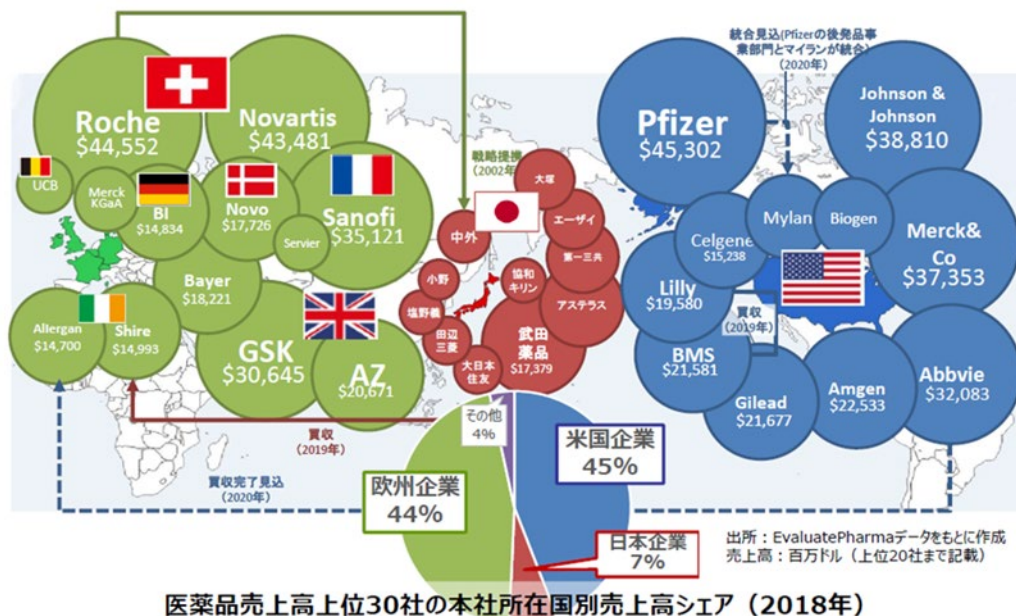 統合見込(Pfizerの後発品事
業部門とマイランが統合)
(2020年)
Roche
$44,552
Novartis
$43,481
UCB
Merck
KGaA
BI
$14,834
Novo
$17,726
Servier
Sanofi
$35,121
Bayer
$18,221
Allergan
$14,700
Shire
$14,993
GSK
$30,645
AZ
$20,671
戦略提携
(2002年)
大塚
中外
エーザイ
第一三共
小野
協和
キリン
アステラス
塩野義
田辺
三菱
大日本
住友
武田
薬品
$17,379
Pfizer
$45,302
Johnson &
Johnson
$38,810
Mylan
Biogen
Celgene
$15,238
Merck&
Co
$37,353
Lilly
$19,580
買収
(2019年)
BMS
$21,581
Gilead
$21,677
Amgen
$22,533
Abbvie
$32,083
買収
(2019年)
買収完了見込
(2020年)
その他
4%
米国企業
45%
欧州企業
44%
日本企業
7%
出所：EvaluatePharmaデータをもとに作成
売上高：百万ドル（上位20社まで記載）
医薬品売上高上位30社の本社所在国別売上高シェア（2018年）